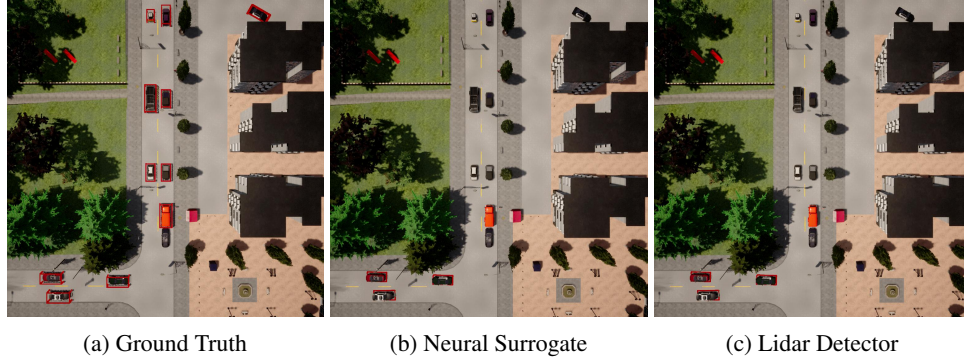 (a) Ground Truth
(b) Neural Surrogate
(c) Lidar Detector